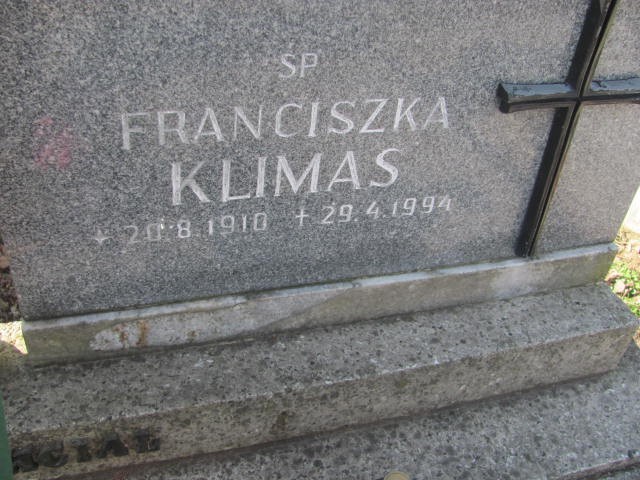 SP
FRANCISZKA
KLIMAS
* 20.8.1910 + 29.4.1994